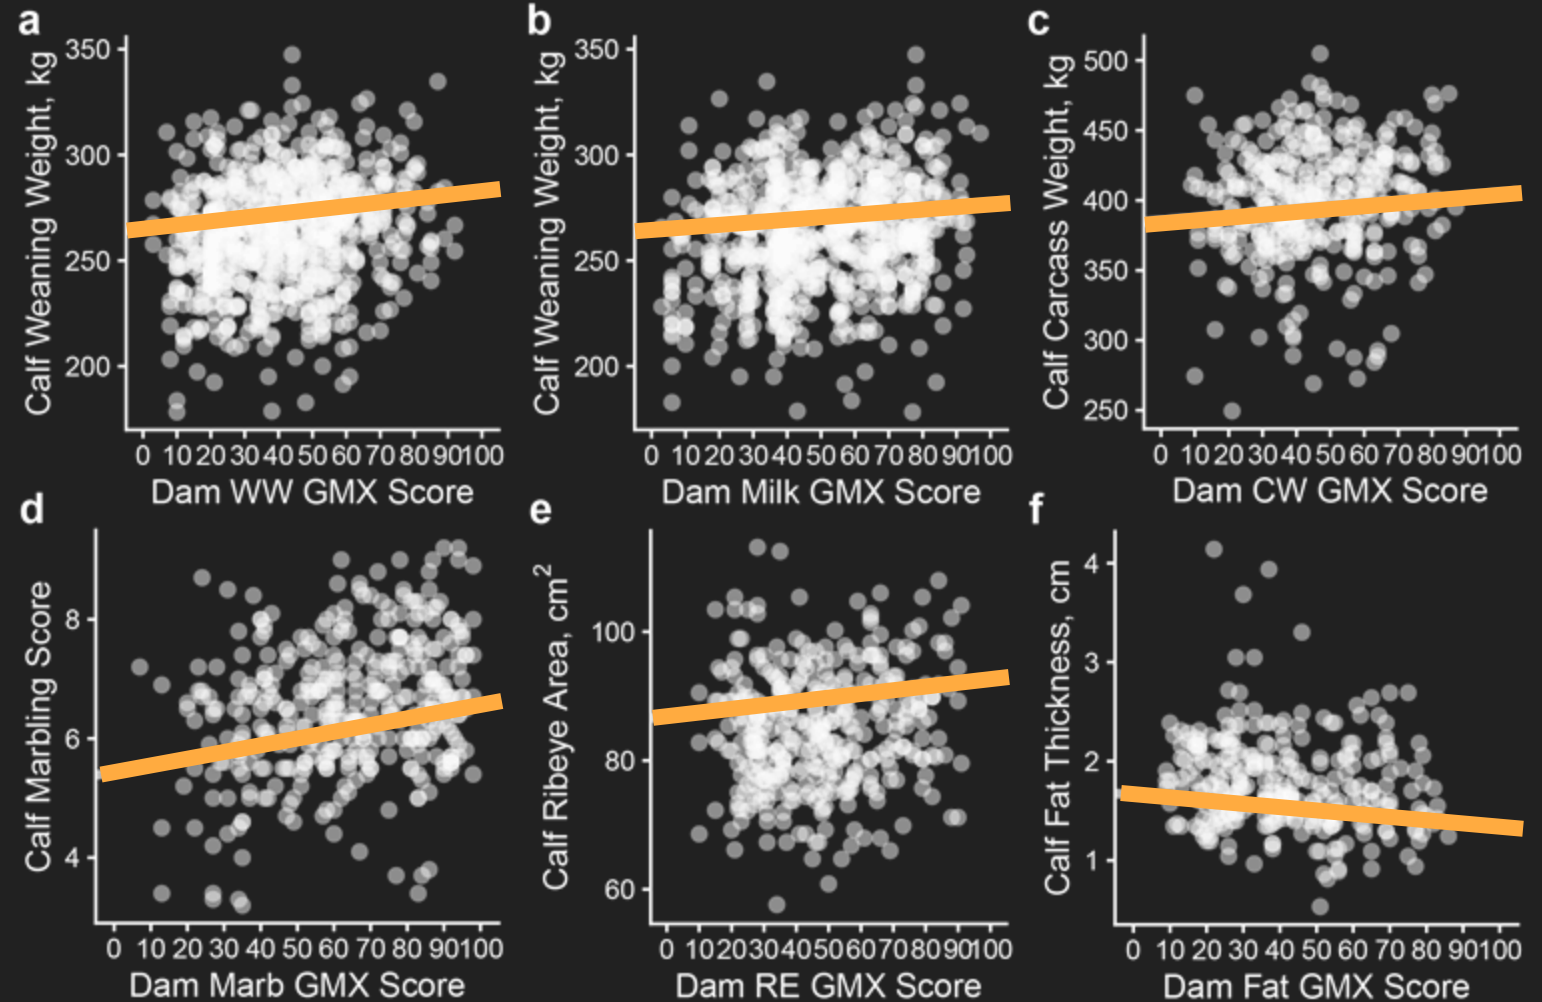 a
Calf Weaning Weight, kg
350
300
250
200
0 10 20 30 40 50 60 70 80 90 100
Dam WW GMX Score
b
Calf Weaning Weight, kg
350
300
250
200
0 10 20 30 40 50 60 70 80 90 100
Dam Milk GMX Score
c
Calf Carcass Weight, kg
500
450
400
350
300
250
0 10 20 30 40 50 60 70 80 90 100
Dam CW GMX Score
d
Calf Marbling Score
8
6
4
0 10 20 30 40 50 60 70 80 90 100
Dam Marb GMX Score
e
Calf Ribeye Area, cm²
100
80
60
0 10 20 30 40 50 60 70 80 90 100
Dam RE GMX Score
f
Calf Fat Thickness, cm
4
3
2
1
0 10 20 30 40 50 60 70 80 90 100
Dam Fat GMX Score